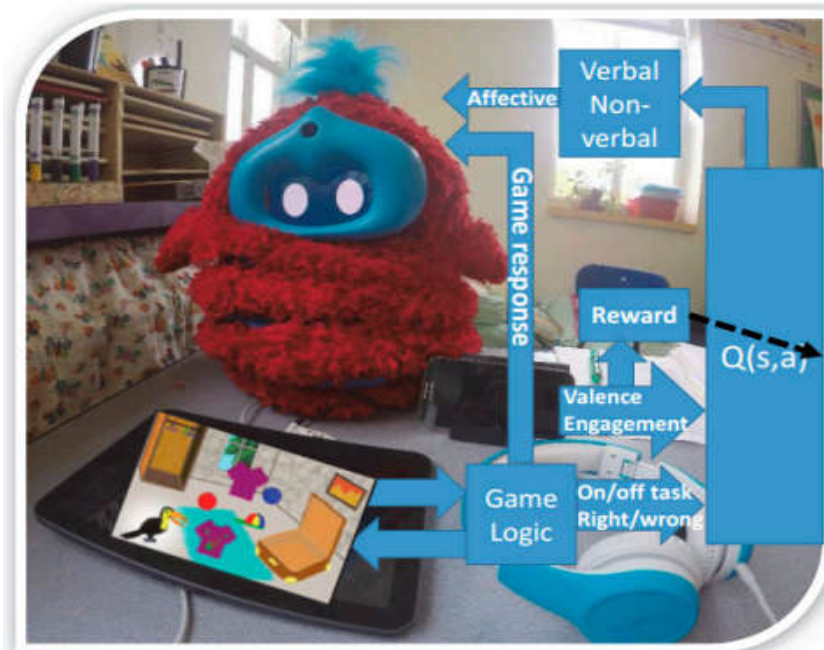 Verbal
Non-
verbal
Affective
Game response
Reward
Q(s,a)
Valence
Engagement
Game
Logic
On/off task
Right/wrong